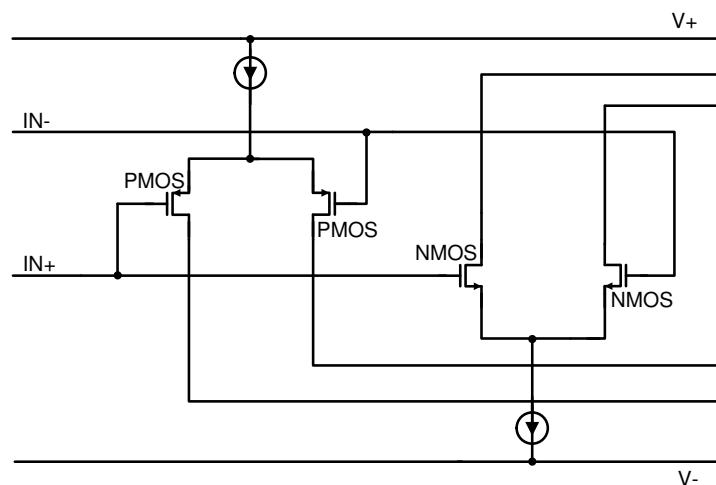 V+
IN-
PMOS
PMOS
NMOS
IN+
NMOS
V-